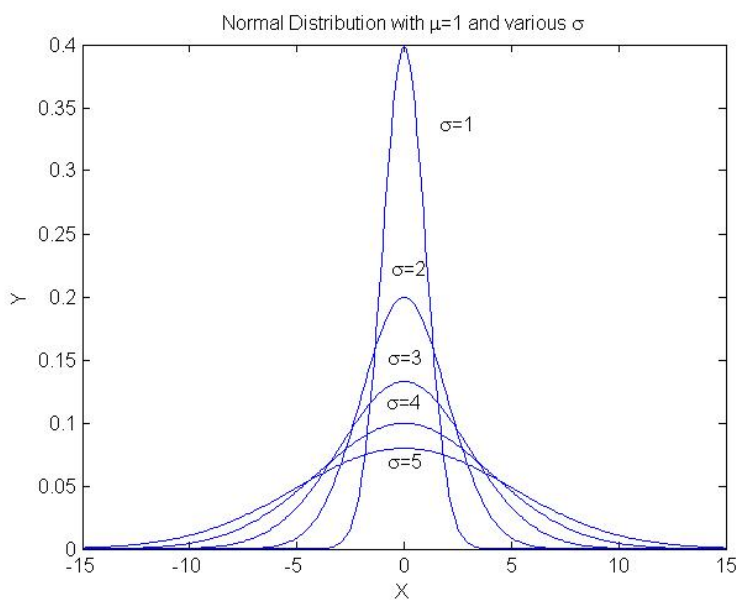 Normal Distribution with μ=1 and various σ
0.4
0.35
0.3
0.25
0.2
0.15
0.1
0.05
0
Y
σ=1
σ=2
σ=3
σ=4
σ=5
-15
-10
-5
0
5
10
15
X